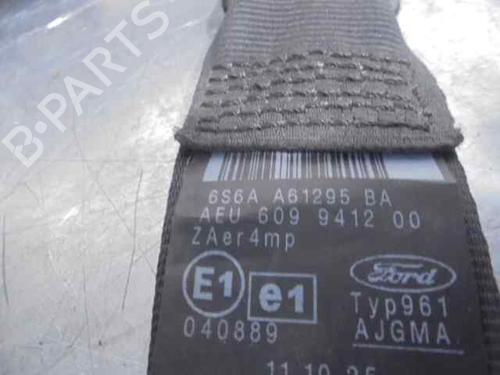 B-PARTS
6S6A A61295 BA
AEU 609 9412 00
ZAer4mp
E1 e1 Ford
Typ961
040889 AJGMA